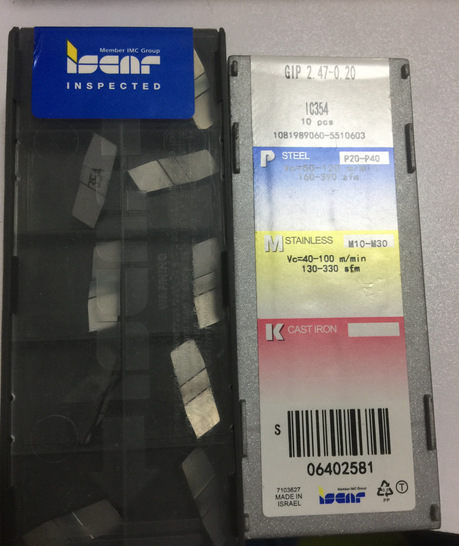 Member IMC Group
ISCAR
INSPECTED
354
GIP 2.47-0.20
IC354
10 pcs
1081989060-5510603
P STEEL P20-P40
M STAINLESS M10-M30
Vc=40-100 m/min
130-330 sfm
K CAST IRON
S
06402581
7103627
MADE IN
ISRAEL
Member IMC Group
ISCAR
PP
T